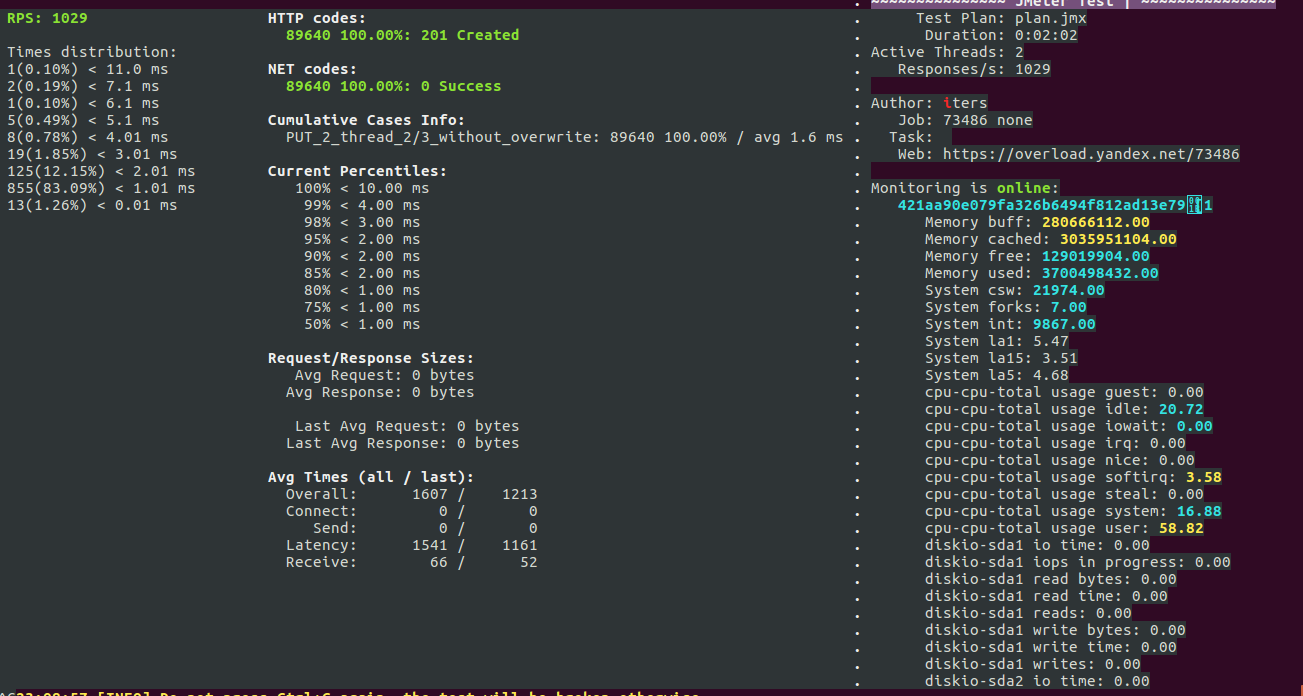 RPS: 1029
Times distribution:
1(0.10%) < 11.0 ms
2(0.19%) < 7.1 ms
1(0.10%) < 6.1 ms
5(0.49%) < 5.1 ms
8(0.78%) < 4.01 ms
19(1.85%) < 3.01 ms
125(12.15%) < 2.01 ms
855(83.09%) < 1.01 ms
13(1.26%) < 0.01 ms
HTTP codes:
89640 100.00%: 201 Created
NET codes:
89640 100.00%: 0 Success
Cumulative Cases Info:
PUT_2_thread_2/3_without_overwrite: 89640 100.00% / avg 1.6 ms
Current Percentiles:
100% < 10.00 ms
99% < 4.00 ms
98% < 3.00 ms
95% < 2.00 ms
90% < 2.00 ms
85% < 2.00 ms
80% < 1.00 ms
75% < 1.00 ms
50% < 1.00 ms
Request/Response Sizes:
Avg Request: 0 bytes
Avg Response: 0 bytes
Last Avg Request: 0 bytes
Last Avg Response: 0 bytes
Avg Times (all / last):
Overall: 1607 / 1213
Connect: 0 / 0
Send: 0 / 0
Latency: 1541 / 1161
Receive: 66 / 52
~~~~~~~~~~~~~~~ JMeter Test | ~~~~~~~~~~~~~~~
Test Plan: plan.jmx
Duration: 0:02:02
Active Threads: 2
Responses/s: 1029
Author: iters
Job: 73486 none
Task:
Web: https://overload.yandex.net/73486
Monitoring is online:
421aa90e079fa326b6494f812ad13e79 1
Memory buff: 280666112.00
Memory cached: 3035951104.00
Memory free: 129019904.00
Memory used: 3700498432.00
System csw: 21974.00
System forks: 7.00
System int: 9867.00
System la1: 5.47
System la15: 3.51
System la5: 4.68
cpu-cpu-total usage guest: 0.00
cpu-cpu-total usage idle: 20.72
cpu-cpu-total usage iowait: 0.00
cpu-cpu-total usage irq: 0.00
cpu-cpu-total usage nice: 0.00
cpu-cpu-total usage softirq: 3.58
cpu-cpu-total usage steal: 0.00
cpu-cpu-total usage system: 16.88
cpu-cpu-total usage user: 58.82
diskio-sda1 io time: 0.00
diskio-sda1 iops in progress: 0.00
diskio-sda1 read bytes: 0.00
diskio-sda1 read time: 0.00
diskio-sda1 reads: 0.00
diskio-sda1 write bytes: 0.00
diskio-sda1 write time: 0.00
diskio-sda1 writes: 0.00
diskio-sda2 io time: 0.00
[INFO] Do not press Ctrl+C again, the test will be broken otherwise